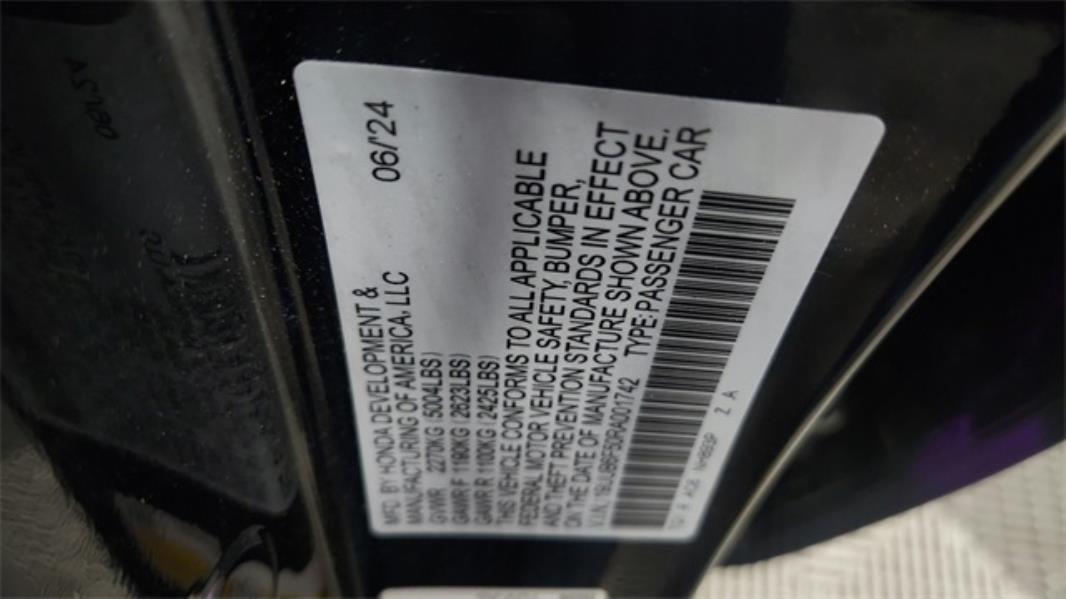 MFD. BY HONDA DEVELOPMENT & 06/'24
MANUFACTURING OF AMERICA, LLC
GVWR 2270KG (5004LBS)
GAWR F 1190KG (2623LBS)
GAWR R 1100KG (2425LBS)
THIS VEHICLE CONFORMS TO ALL APPLICABLE
FEDERAL MOTOR VEHICLE SAFETY, BUMPER,
AND THEFT PREVENTION STANDARDS IN EFFECT
ON THE DATE OF MANUFACTURE SHOWN ABOVE.
V.I.N.: 19UUB6F50RA001742 TYPE: PASSENGER CAR
Z A